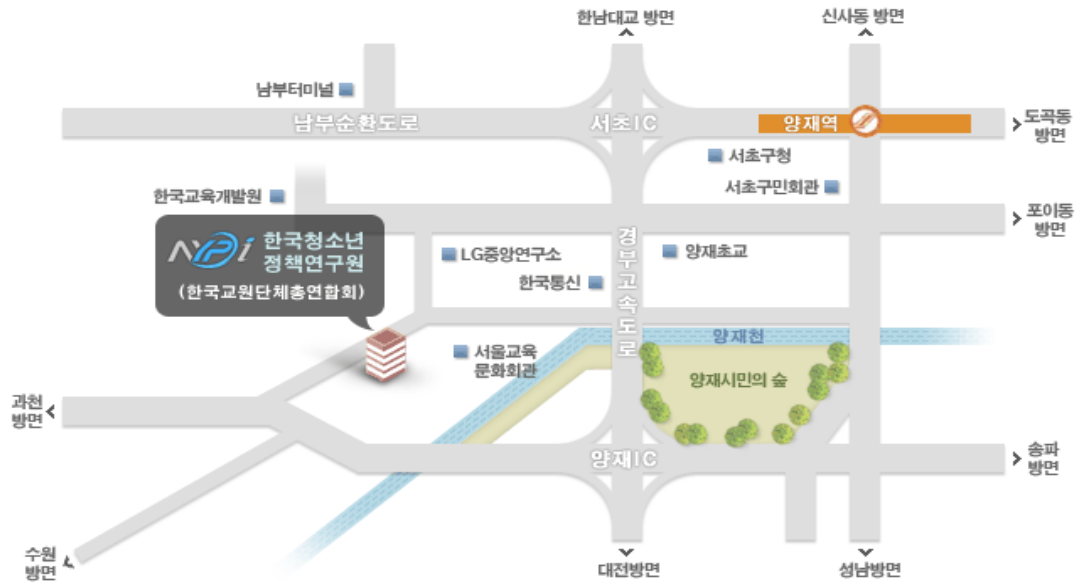 한남대교 방면
신사동 방면
남부터미널
남부순환도로
서초IC
양재역
도곡동
방면
서초구청
서초구민회관
한국교육개발원
포이동
방면
NYPi 한국청소년
정책연구원
(한국교원단체총연합회)
LG중앙연구소
한국통신
경부고속도로
양재초교
양재천
서울교육
문화회관
양재시민의 숲
과천
방면
양재IC
송파
방면
수원
방면
대전방면
성남방면